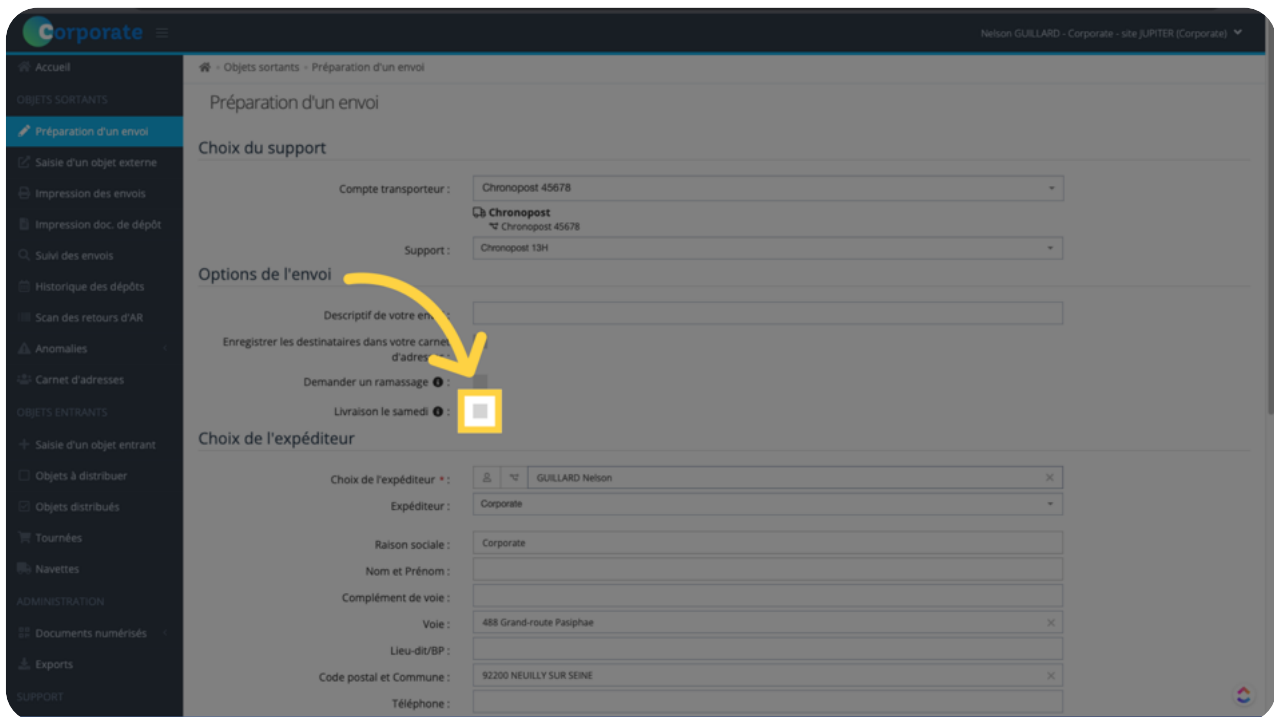 Corporate
Nelson GUILLARD - Corporate - site JUPITER (Corporate)
Accueil
OBJETS SORTANTS
Préparation d'un envoi
Saisie d'un objet externe
Impression des envois
Impression doc. de dépôt
Suivi des envois
Historique des dépôts
Scan des retours d'AR
Anomalies
Carnet d'adresses
OBJETS ENTRANTS
Saisie d'un objet entrant
Objets à distribuer
Objets distribués
Tournées
Navettes
ADMINISTRATION
Documents numérisés
Exports
SUPPORT
Objets sortants - Préparation d'un envoi
Préparation d'un envoi
Choix du support
Compte transporteur : Chronopost 45678
Chronopost
Chronopost 45678
Support : Chronopost 13H
Options de l'envoi
Descriptif de votre :
Enregistrer les destinataires dans votre carnet
Demander un ramassage :
Livraison le samedi :
Choix de l'expéditeur
Choix de l'expéditeur * : GUILLARD Nelson
Expéditeur : Corporate
Raison sociale : Corporate
Nom et Prénom :
Complément de voie :
Voie : 488 Grand-route Pasiphae
Lieu-dit/BP :
Code postal et Commune : 92200 NEUILLY SUR SEINE
Téléphone :